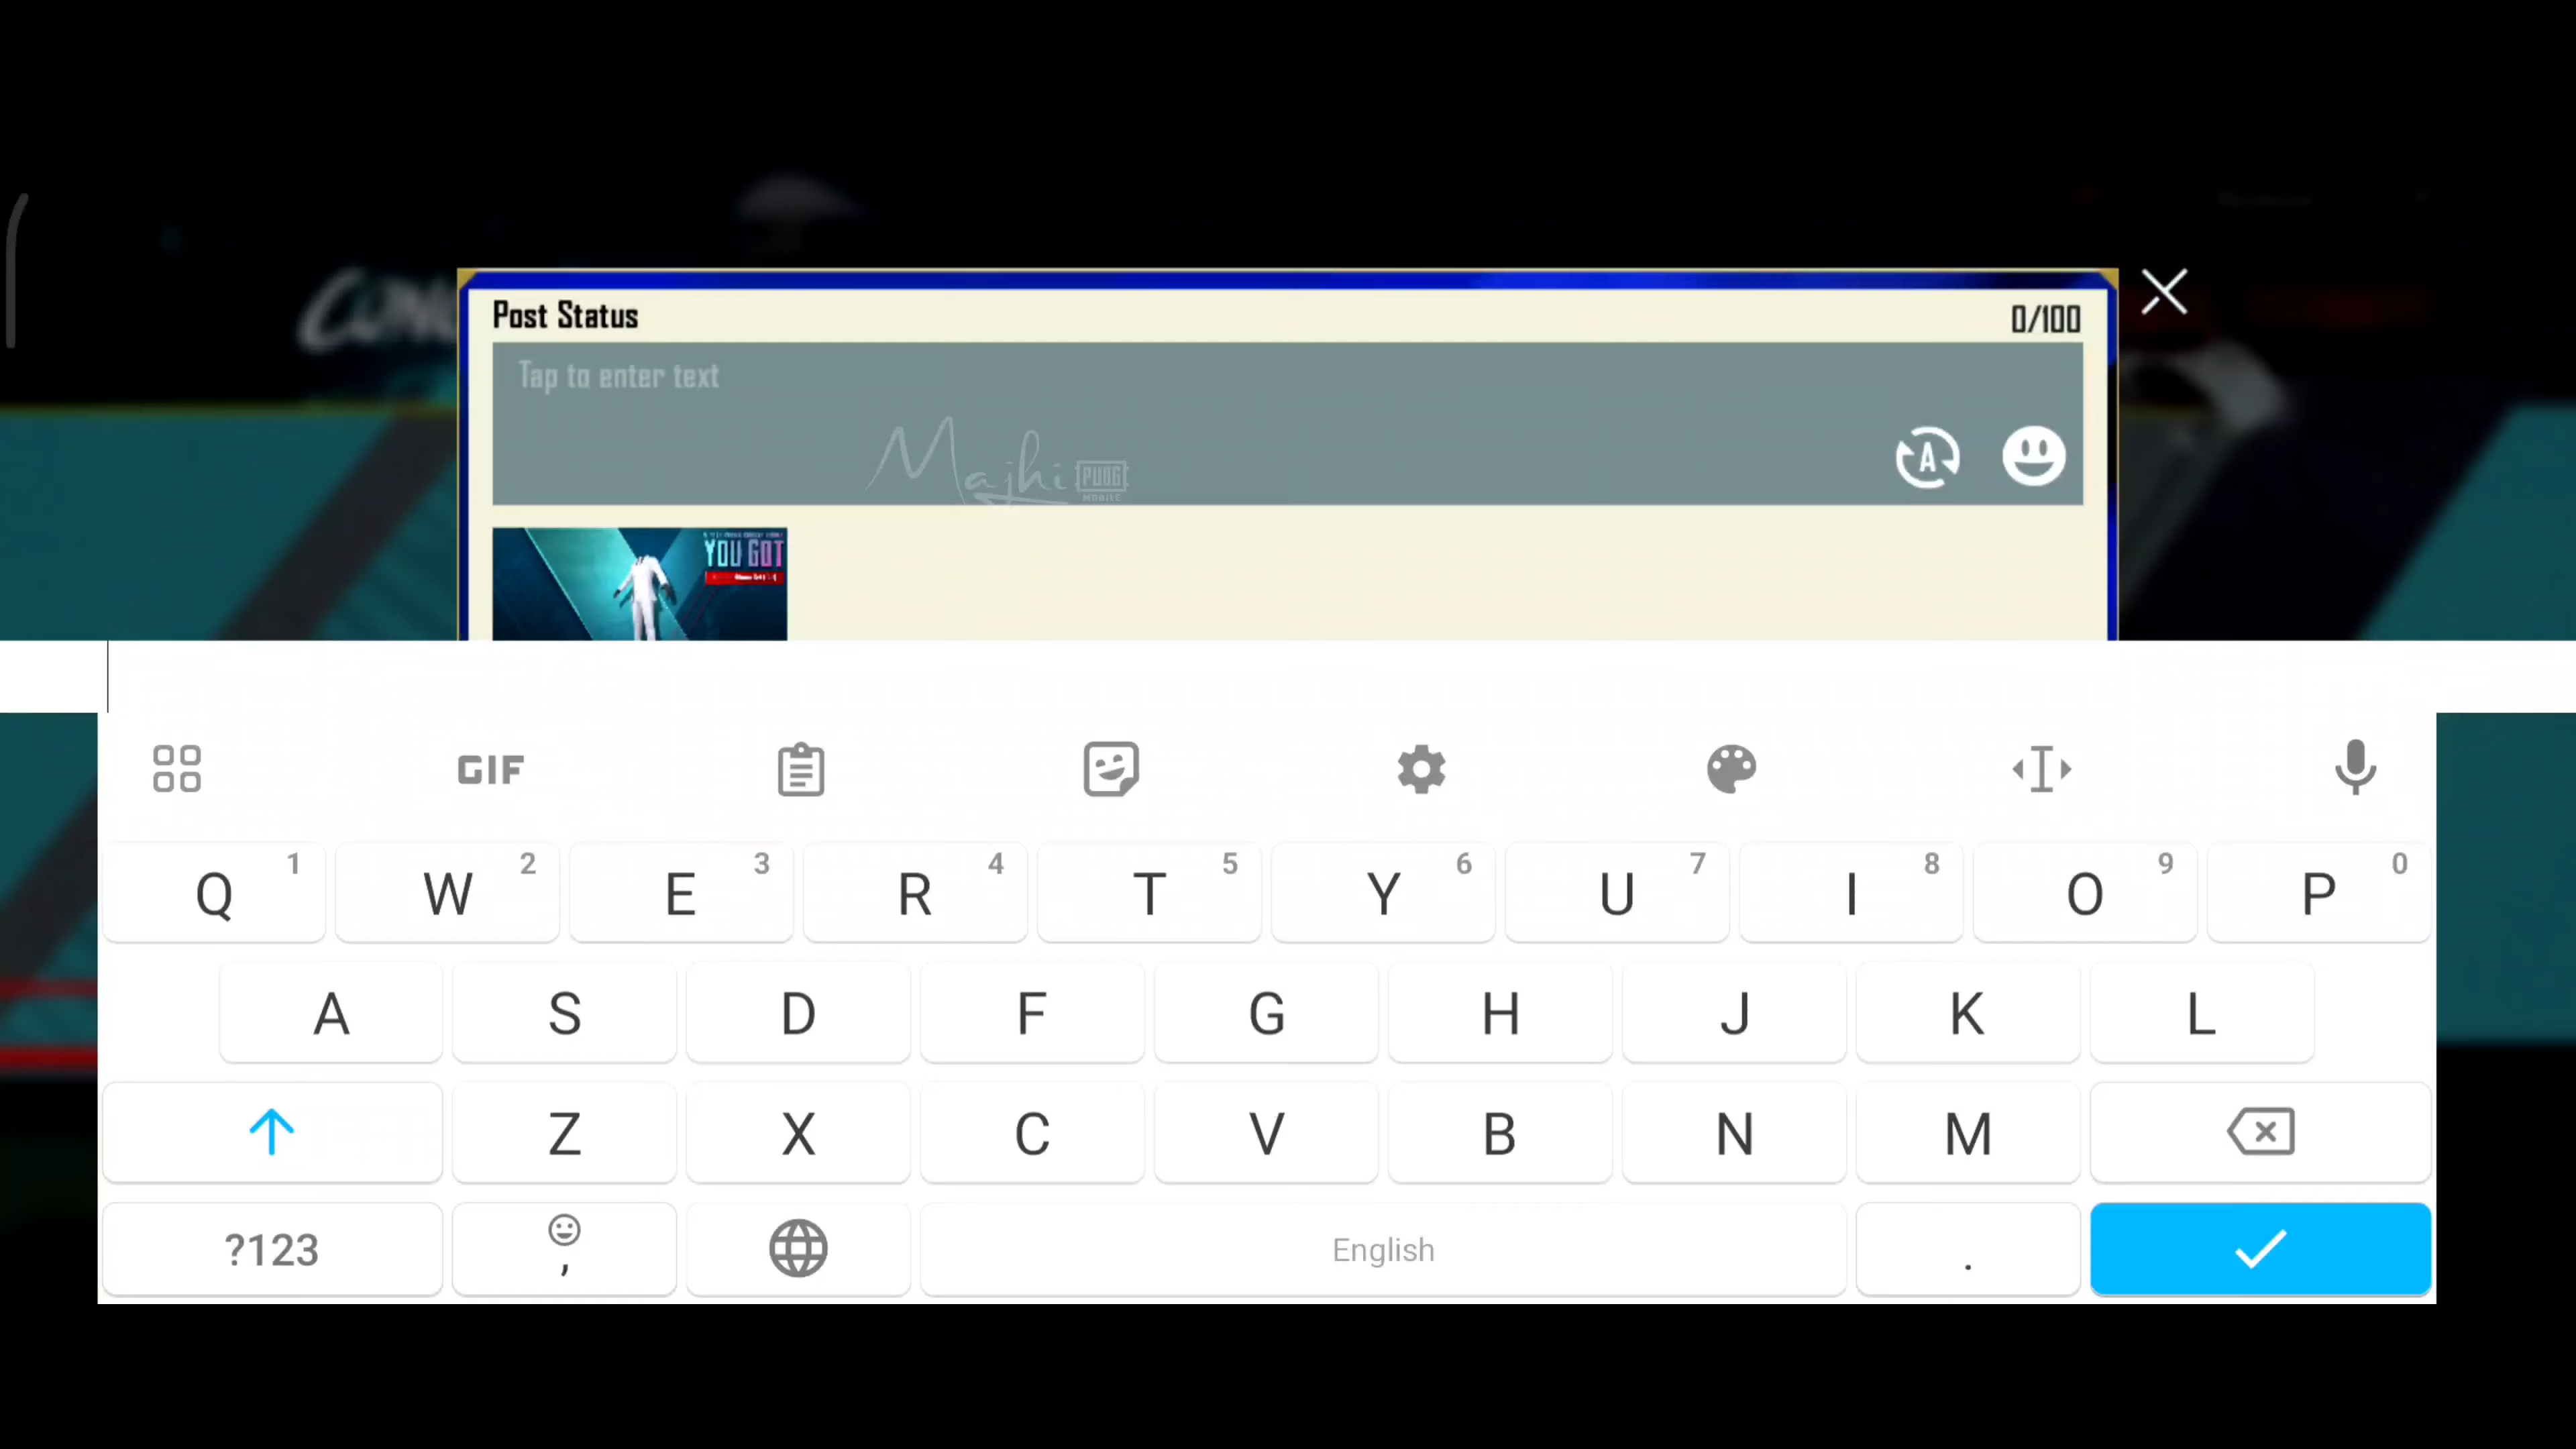 Post Status
0/100
Tap to enter text
A
Majhi PUBG
MOBILE
YOU GOT
GIF
Q 1 W 2 E 3 R 4 T 5 Y 6 U 7 I 8 O 9 P 0
A S D F G H J K L
Z X C V B N M
?123 , English .